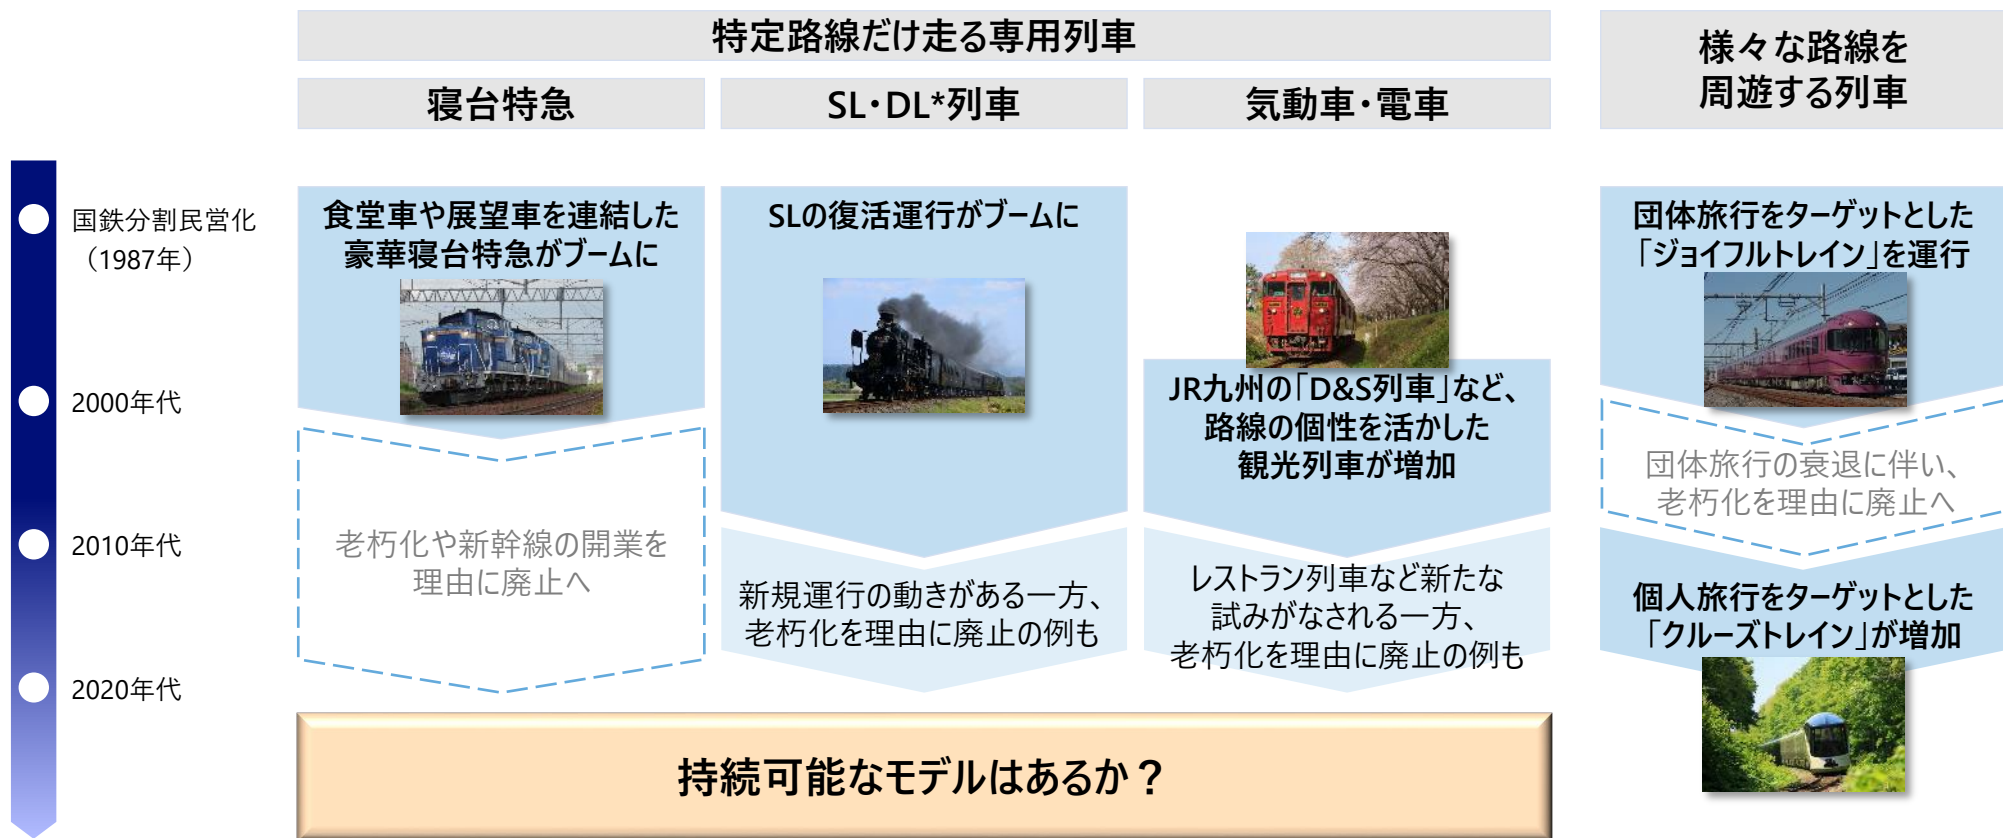 特定路線だけ走る専用列車
様々な路線を
周遊する列車
寝台特急
SL・DL*列車
気動車・電車
国鉄分割民営化
（1987年）
2000年代
2010年代
2020年代
食堂車や展望車を連結した
豪華寝台特急がブームに
老朽化や新幹線の開業を
理由に廃止へ
SLの復活運行がブームに
新規運行の動きがある一方、
老朽化を理由に廃止の例も
JR九州の「D&S列車」など、
路線の個性を活かした
観光列車が増加
レストラン列車など新たな
試みがなされる一方、
老朽化を理由に廃止の例も
団体旅行をターゲットとした
「ジョイフルトレイン」を運行
団体旅行の衰退に伴い、
老朽化を理由に廃止へ
個人旅行をターゲットとした
「クルーズトレイン」が増加
持続可能なモデルはあるか？